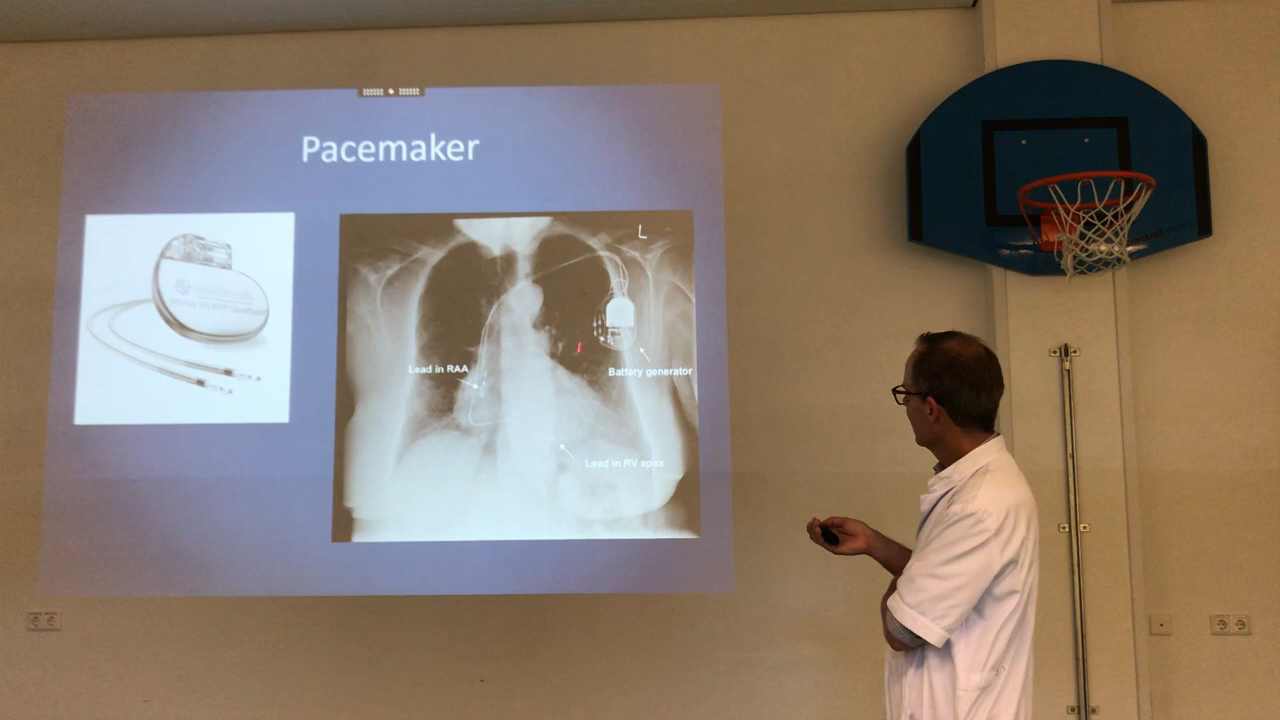 Pacemaker
L
Lead in RAA
Battery generator
Lead in RV apex